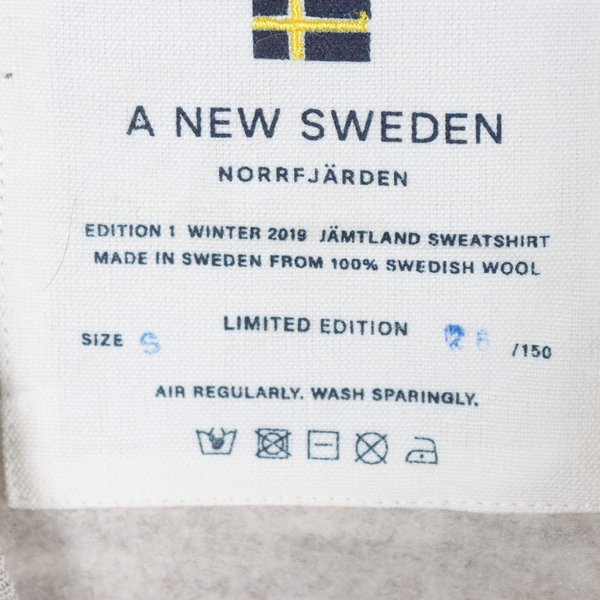 A NEW SWEDEN
NORRFJÄRDEN
EDITION 1 WINTER 2019 JÄMTLAND SWEATSHIRT
MADE IN SWEDEN FROM 100% SWEDISH WOOL
SIZE S LIMITED EDITION /150
AIR REGULARLY. WASH SPARINGLY.